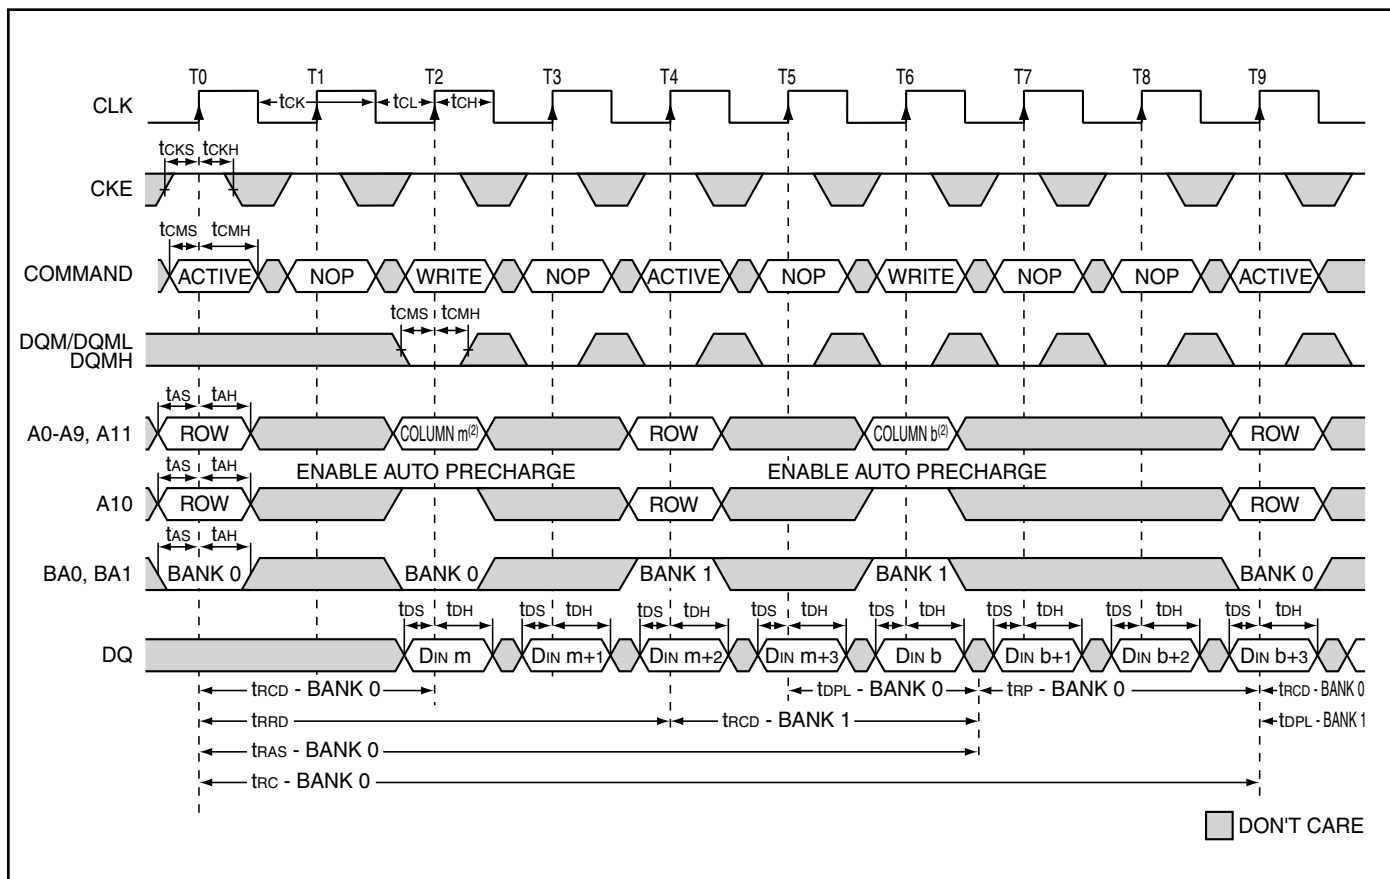 T0 T1 T2 T3 T4 T5 T6 T7 T8 T9
CLK tCK tCL tCH
tCKS tCKH
CKE
tCMS tCMH
COMMAND ACTIVE NOP WRITE NOP ACTIVE NOP WRITE NOP NOP ACTIVE
tCMS tCMH
DQM/DQML
DQMH
tAS tAH
A0-A9, A11 ROW COLUMN m(2) ROW COLUMN b(2) ROW
tAS tAH ENABLE AUTO PRECHARGE ENABLE AUTO PRECHARGE
A10 ROW ROW ROW
tAS tAH
BA0, BA1 BANK 0 BANK 0 BANK 1 BANK 1 BANK 0
tDS tDH tDS tDH tDS tDH tDS tDH tDS tDH tDS tDH tDS tDH tDS tDH
DQ DIN m DIN m+1 DIN m+2 DIN m+3 DIN b DIN b+1 DIN b+2 DIN b+3
tRCD - BANK 0 tDPL - BANK 0 tRP - BANK 0 tRCD - BANK 0
tRRD tRCD - BANK 1 tDPL - BANK 1
tRAS - BANK 0
tRC - BANK 0
DON'T CARE